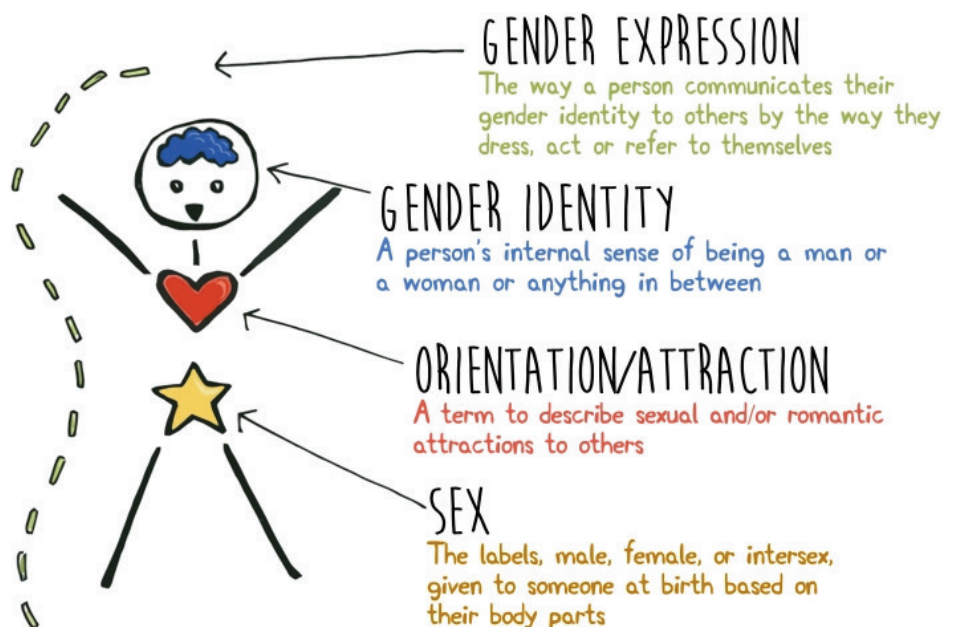 GENDER EXPRESSION
The way a person communicates their
gender identity to others by the way they
dress, act or refer to themselves
GENDER IDENTITY
A person's internal sense of being a man or
a woman or anything in between
ORIENTATION/ATTRACTION
A term to describe sexual and/or romantic
attractions to others
SEX
The labels, male, female, or intersex,
given to someone at birth based on
their body parts